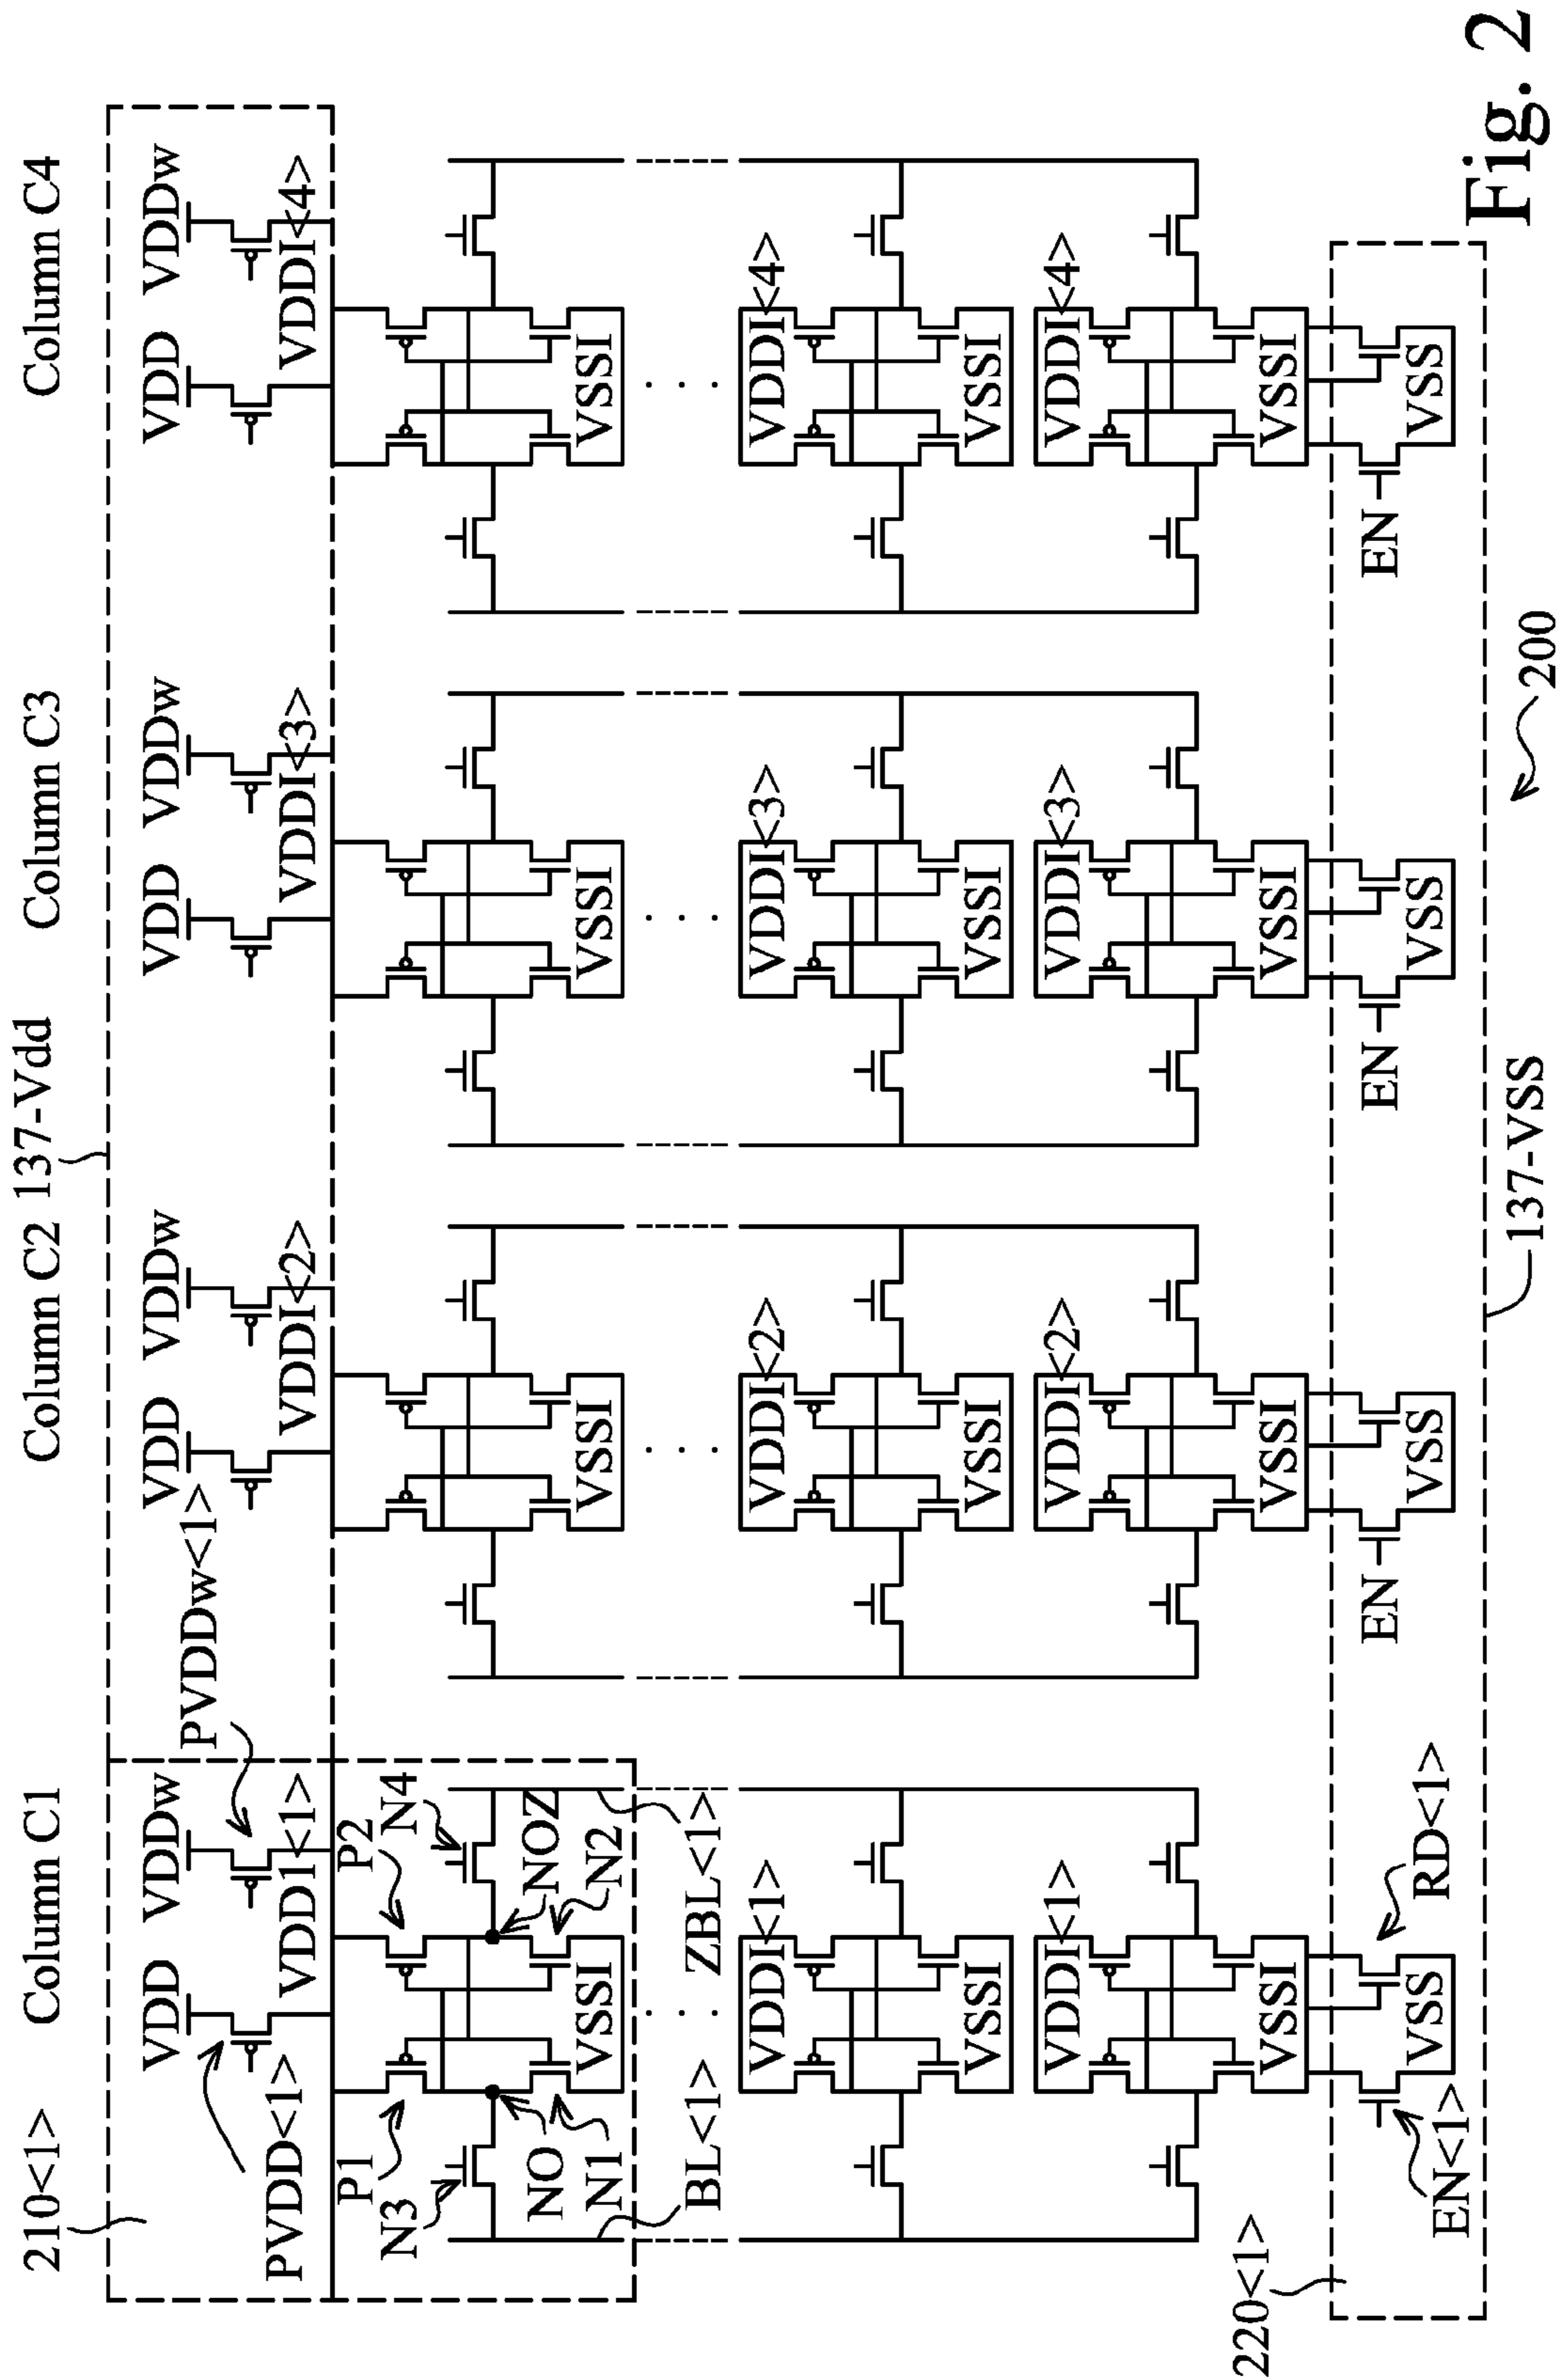 Column C1 Column C2 137-Vdd Column C3 Column C4
210<1>
VDD VDDw VDD VDDw VDD VDDw VDD VDDw
PVDDw<1>
PVDD<1> VDD1<1> VDDI<2> VDDI<3> VDDI<4>
P1 P2
N3 N4
NO NOZ
N1 VSSI N2 VSSI VSSI VSSI
BL<1> . . . ZBL<1> . . . . . . . . .
VDDI<1> VDDI<2> VDDI<3> VDDI<4>
VSSI VSSI VSSI VSSI
VDDI<1> VDDI<2> VDDI<3> VDDI<4>
VSSI VSSI VSSI VSSI
220<1>
EN EN EN
EN<1> VSS RD<1> VSS VSS VSS
137-VSS
200
Fig. 2